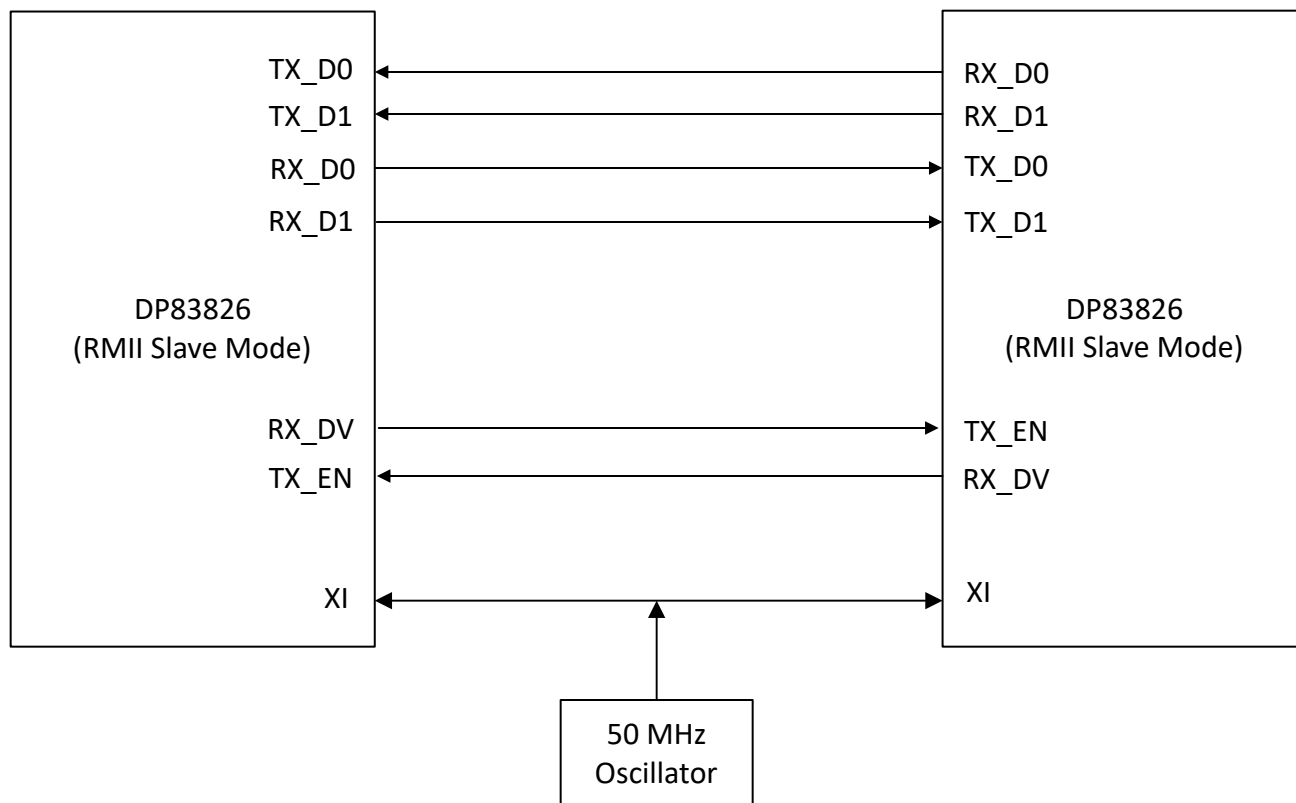 TX_D0
RX_D0
TX_D1
RX_D1
RX_D0
TX_D0
RX_D1
TX_D1
DP83826
(RMII Slave Mode)
DP83826
(RMII Slave Mode)
RX_DV
TX_EN
TX_EN
RX_DV
XI
XI
50 MHz
Oscillator